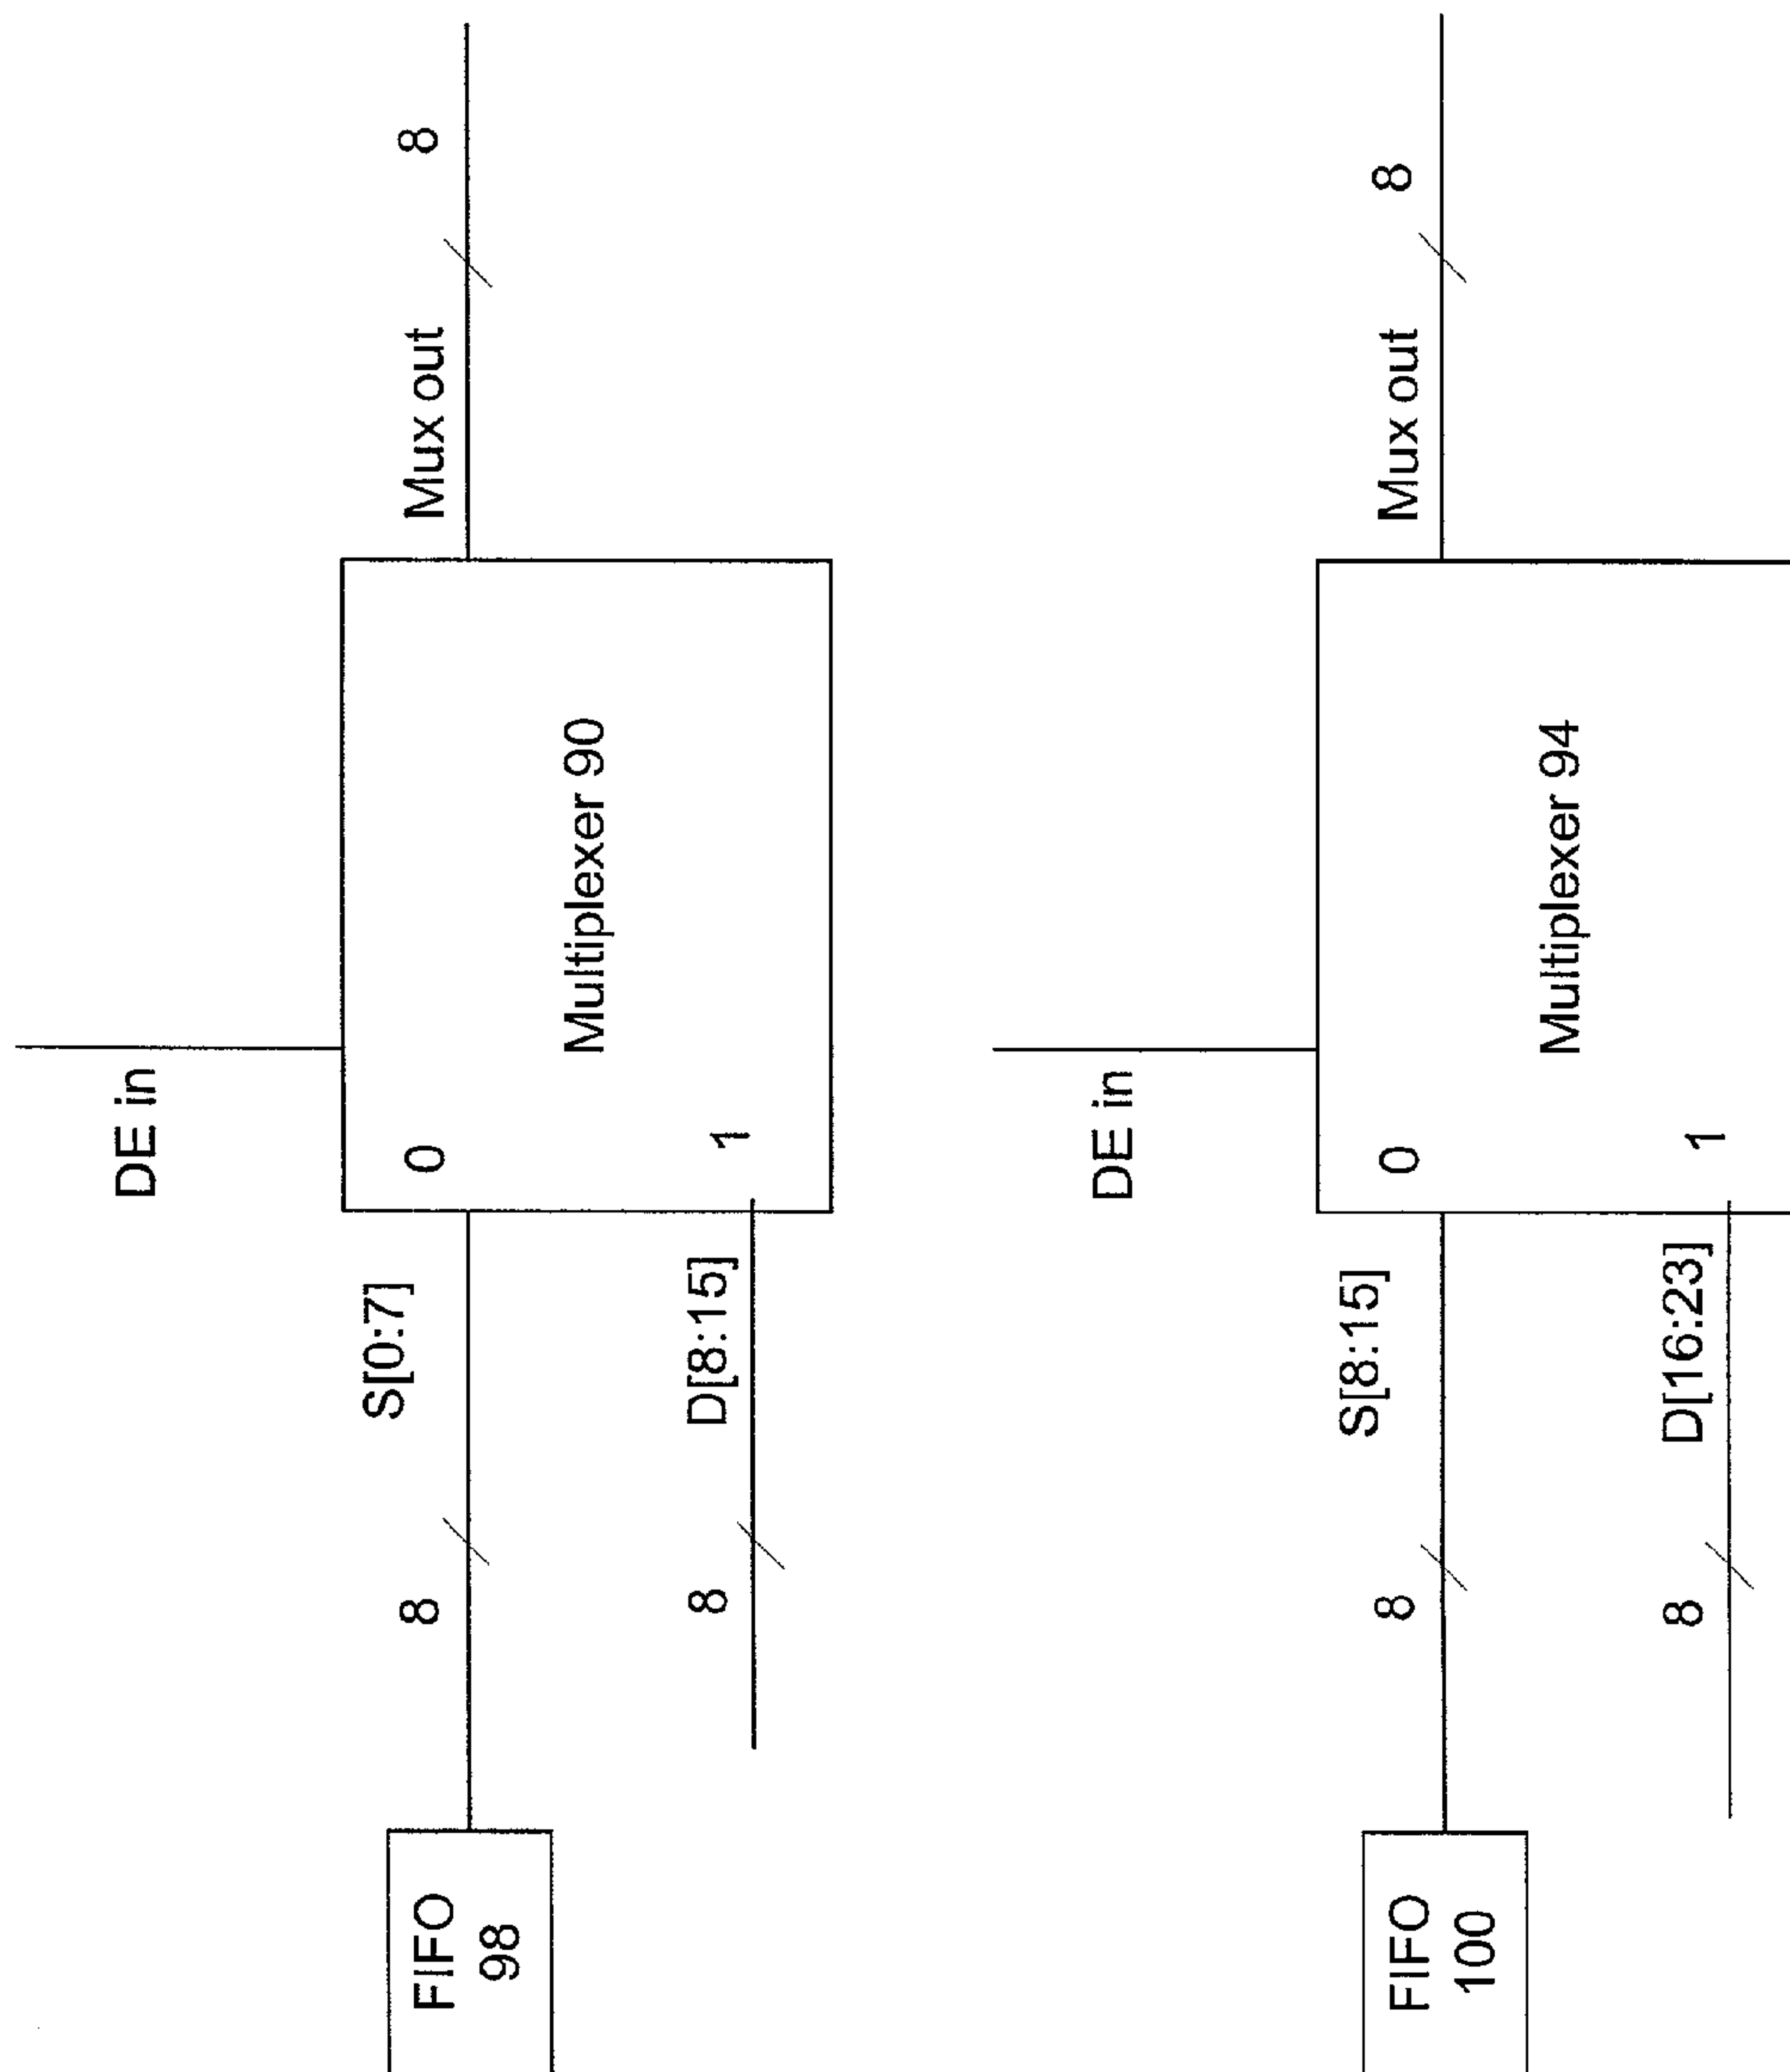 DE in
FIFO
98
8
S[0:7]
0
Multiplexer 90
Mux out
8
8
D[8:15]
1
DE in
FIFO
100
8
S[8:15]
0
Multiplexer 94
Mux out
8
8
D[16:23]
1